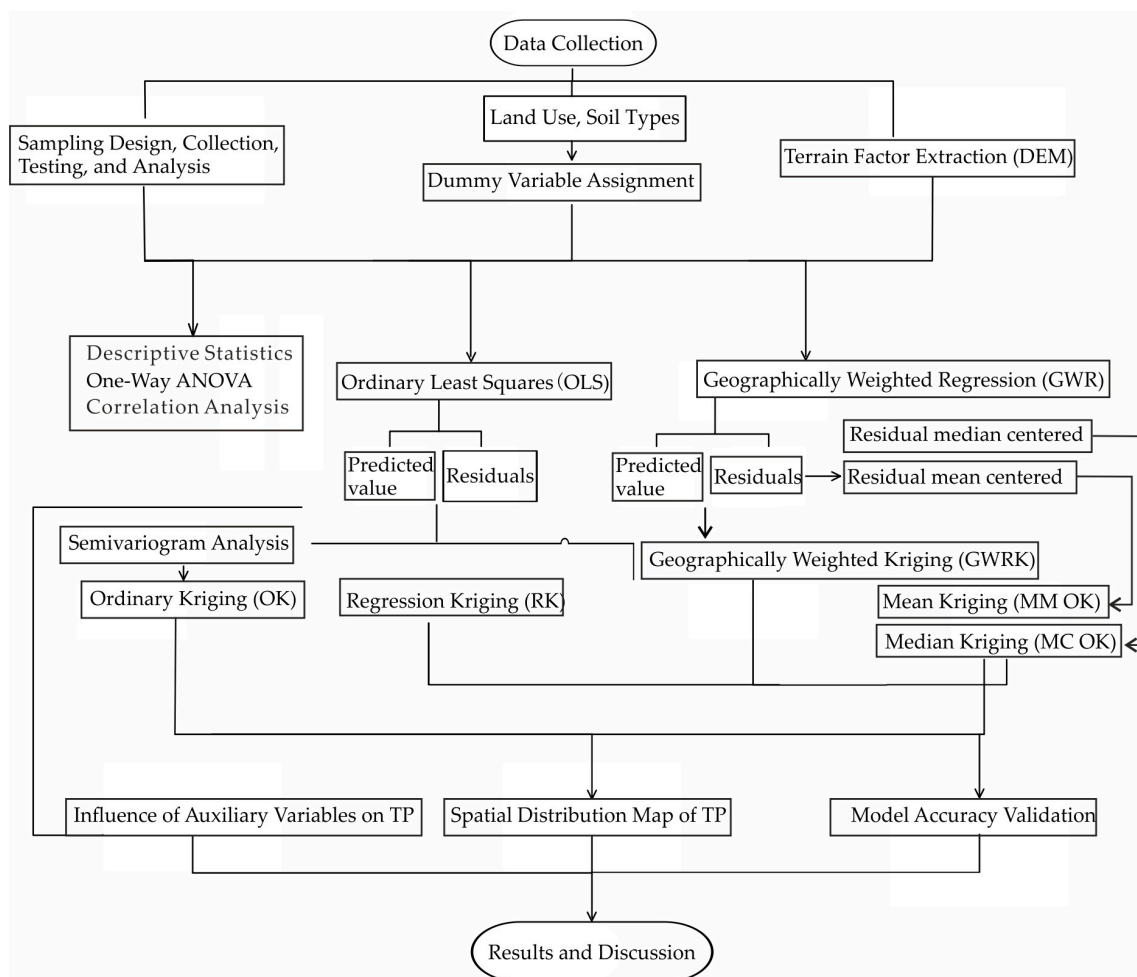 Data Collection
Land Use, Soil Types
Sampling Design, Collection,
Testing, and Analysis
Terrain Factor Extraction (DEM)
Dummy Variable Assignment
Descriptive Statistics
One-Way ANOVA
Correlation Analysis
Ordinary Least Squares (OLS)
Geographically Weighted Regression (GWR)
Residual median centered
Predicted
value
Residuals
Predicted
value
Residuals
Residual mean centered
Semivariogram Analysis
Geographically Weighted Kriging (GWRK)
Ordinary Kriging (OK)
Regression Kriging (RK)
Mean Kriging (MM OK)
Median Kriging (MC OK)
Influence of Auxiliary Variables on TP
Spatial Distribution Map of TP
Model Accuracy Validation
Results and Discussion